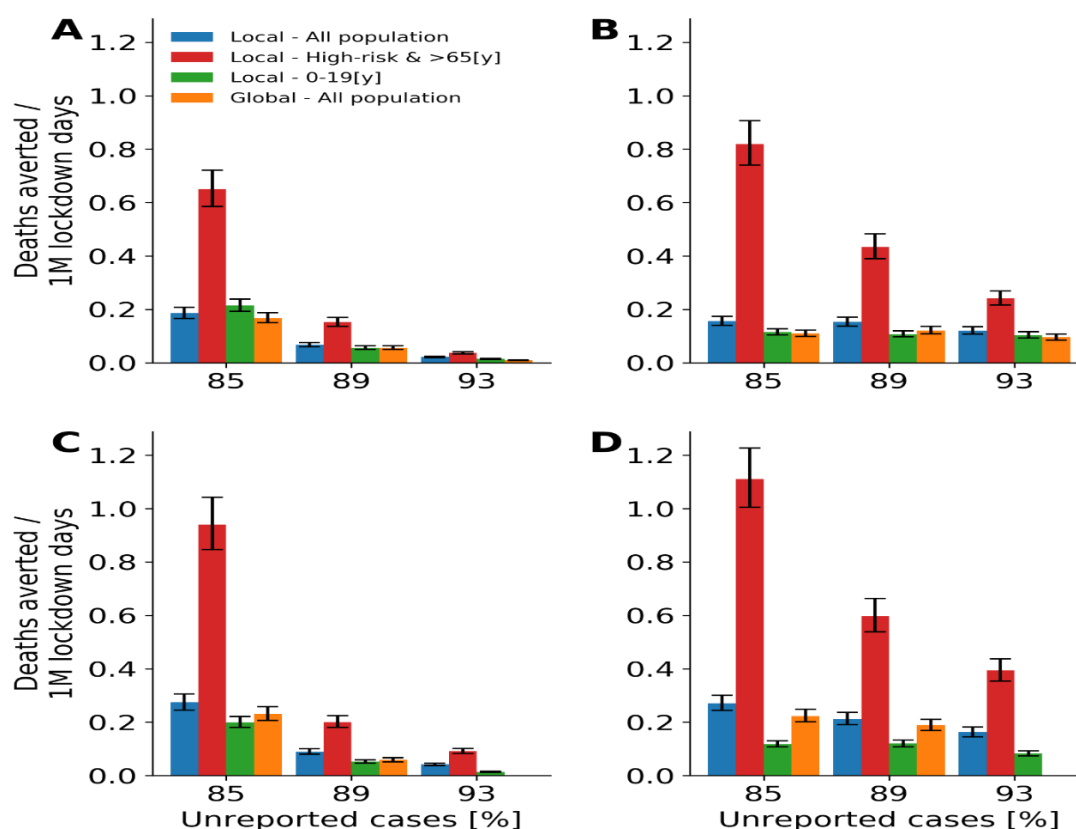 A
Local - All population
Local - High-risk & >65[y]
Local - 0-19[y]
Global - All population
Deaths averted /
1M lockdown days
1.2
1.0
0.8
0.6
0.4
0.2
0.0
85 89 93
B
1.2
1.0
0.8
0.6
0.4
0.2
0.0
85 89 93
C
Deaths averted /
1M lockdown days
1.2
1.0
0.8
0.6
0.4
0.2
0.0
85 89 93
Unreported cases [%]
D
1.2
1.0
0.8
0.6
0.4
0.2
0.0
85 89 93
Unreported cases [%]